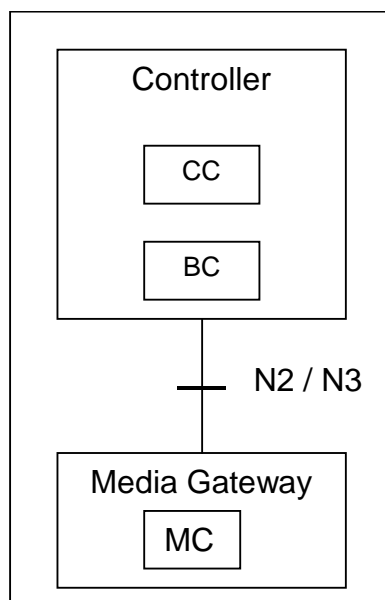 Controller
CC
BC
N2 / N3
Media Gateway
MC